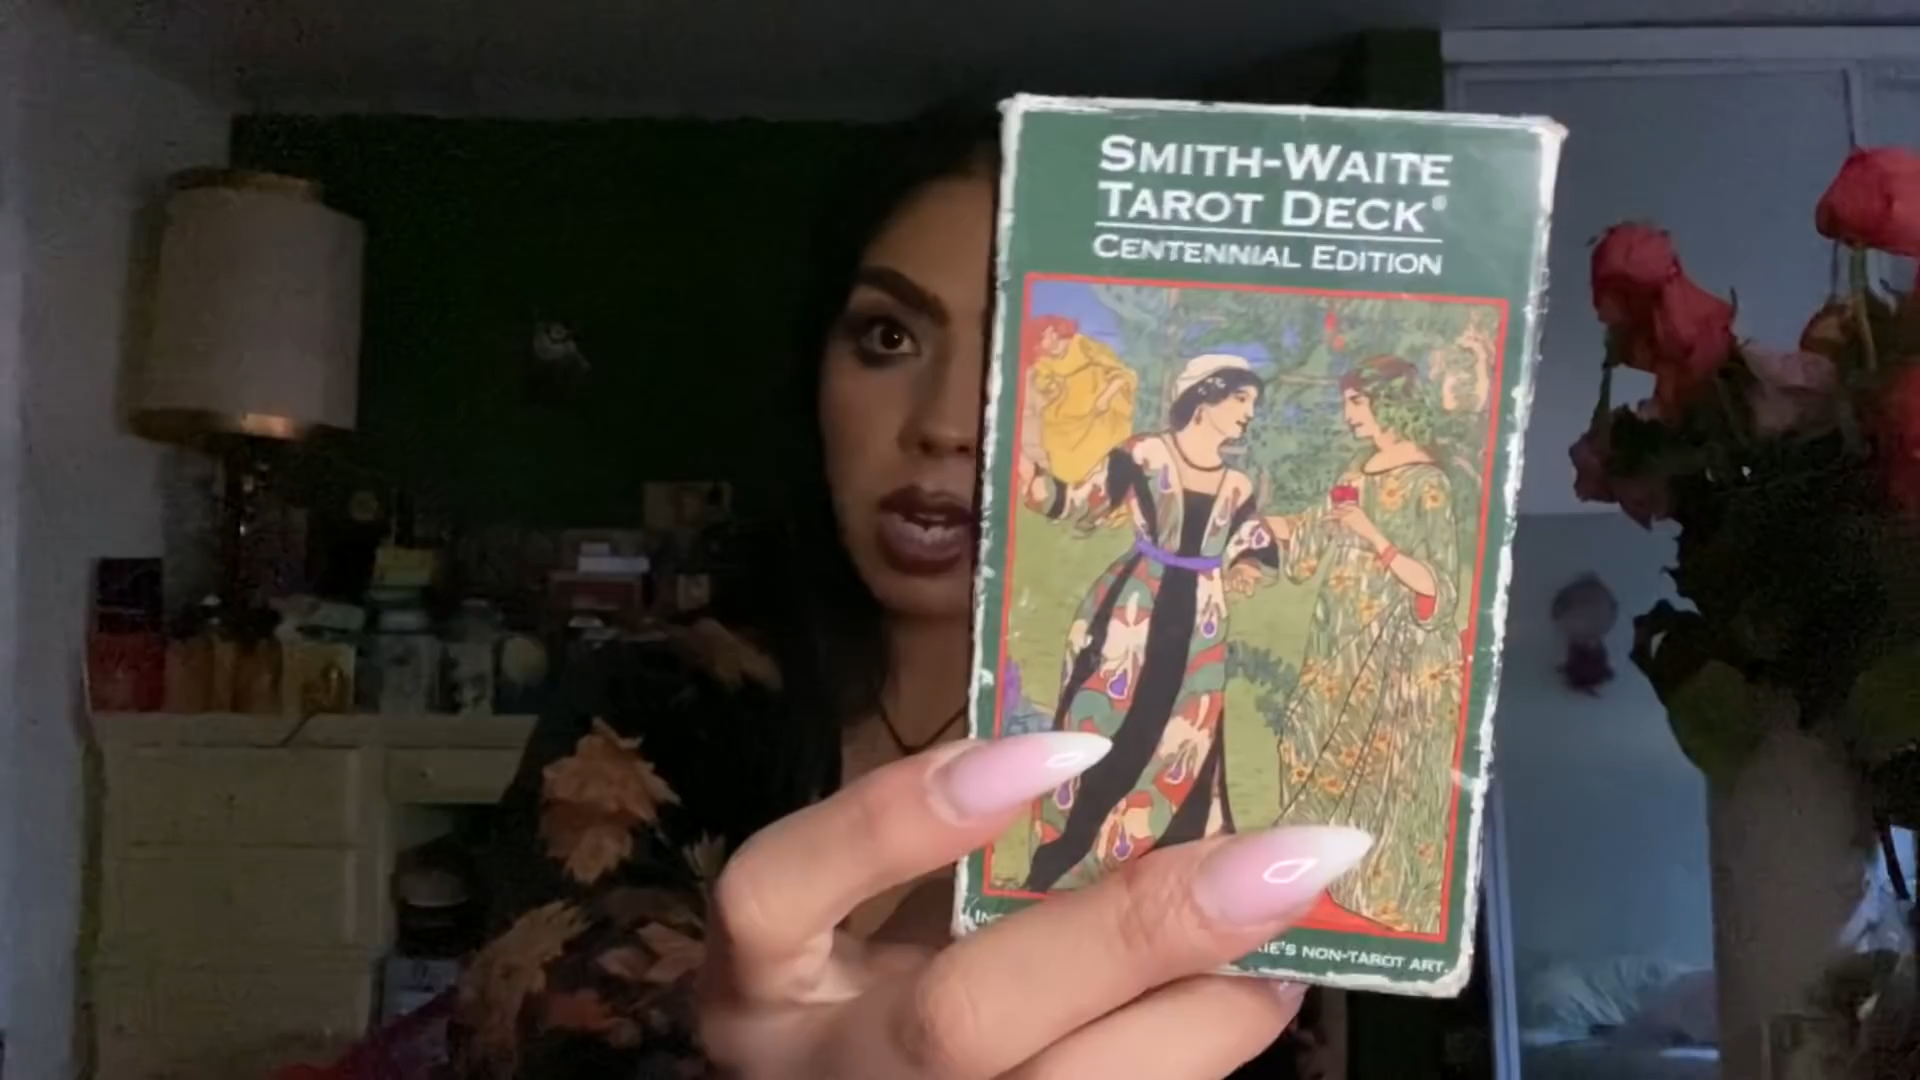 SMITH-WAITE
TAROT DECK®
CENTENNIAL EDITION
NON-TAROT ART.